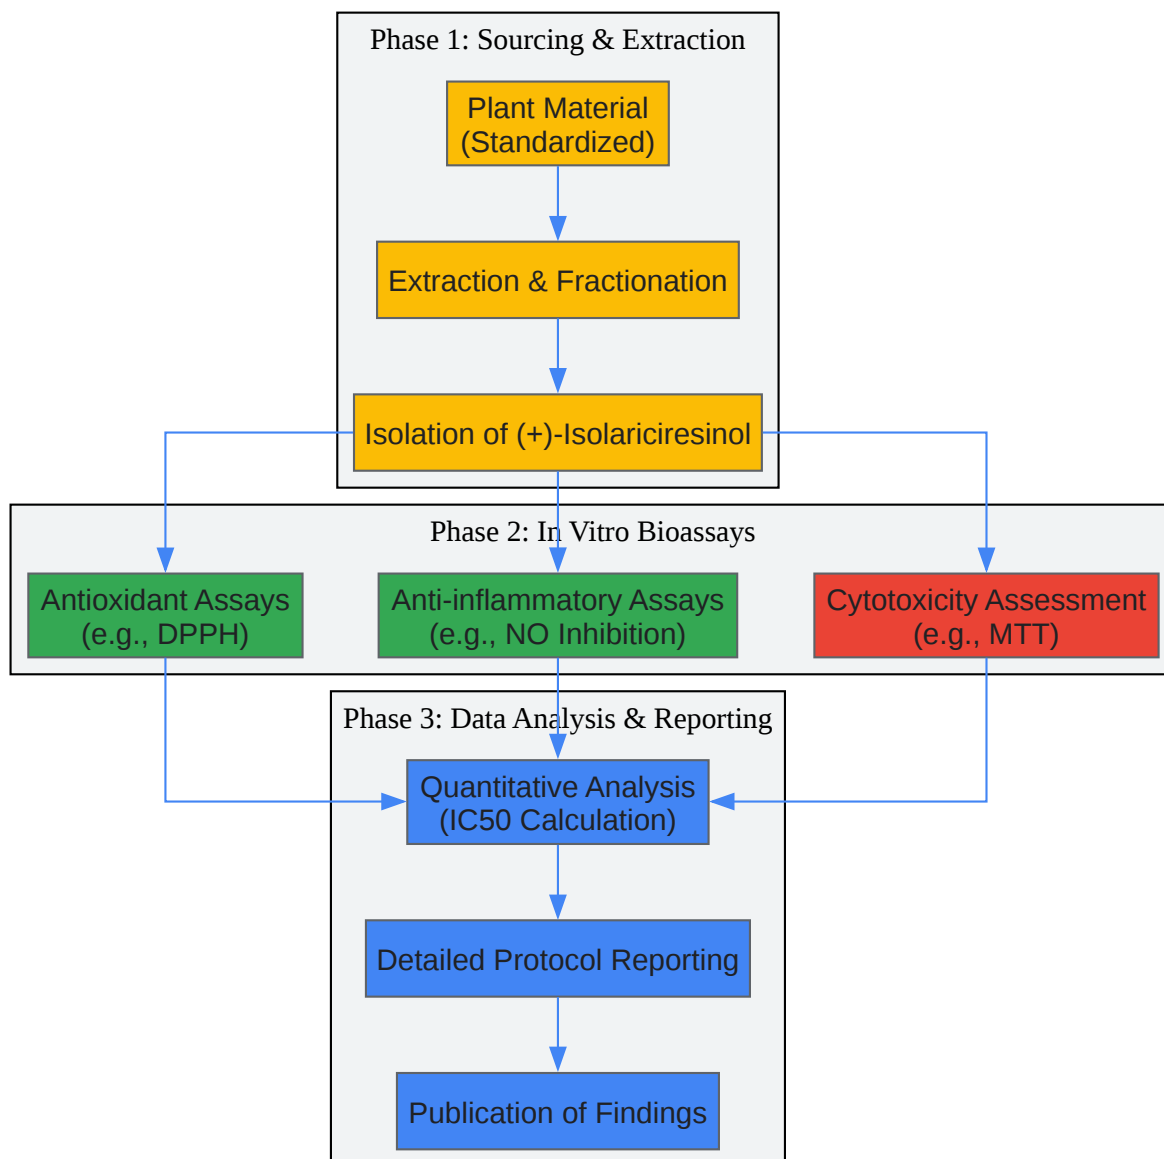 Phase 1: Sourcing & Extraction
Plant Material
(Standardized)
Extraction & Fractionation
Isolation of (+)-Isolariciresinol
Phase 2: In Vitro Bioassays
Antioxidant Assays
(e.g., DPPH)
Anti-inflammatory Assays
(e.g., NO Inhibition)
Cytotoxicity Assessment
(e.g., MTT)
Phase 3: Data Analysis & Reporting
Quantitative Analysis
(IC50 Calculation)
Detailed Protocol Reporting
Publication of Findings